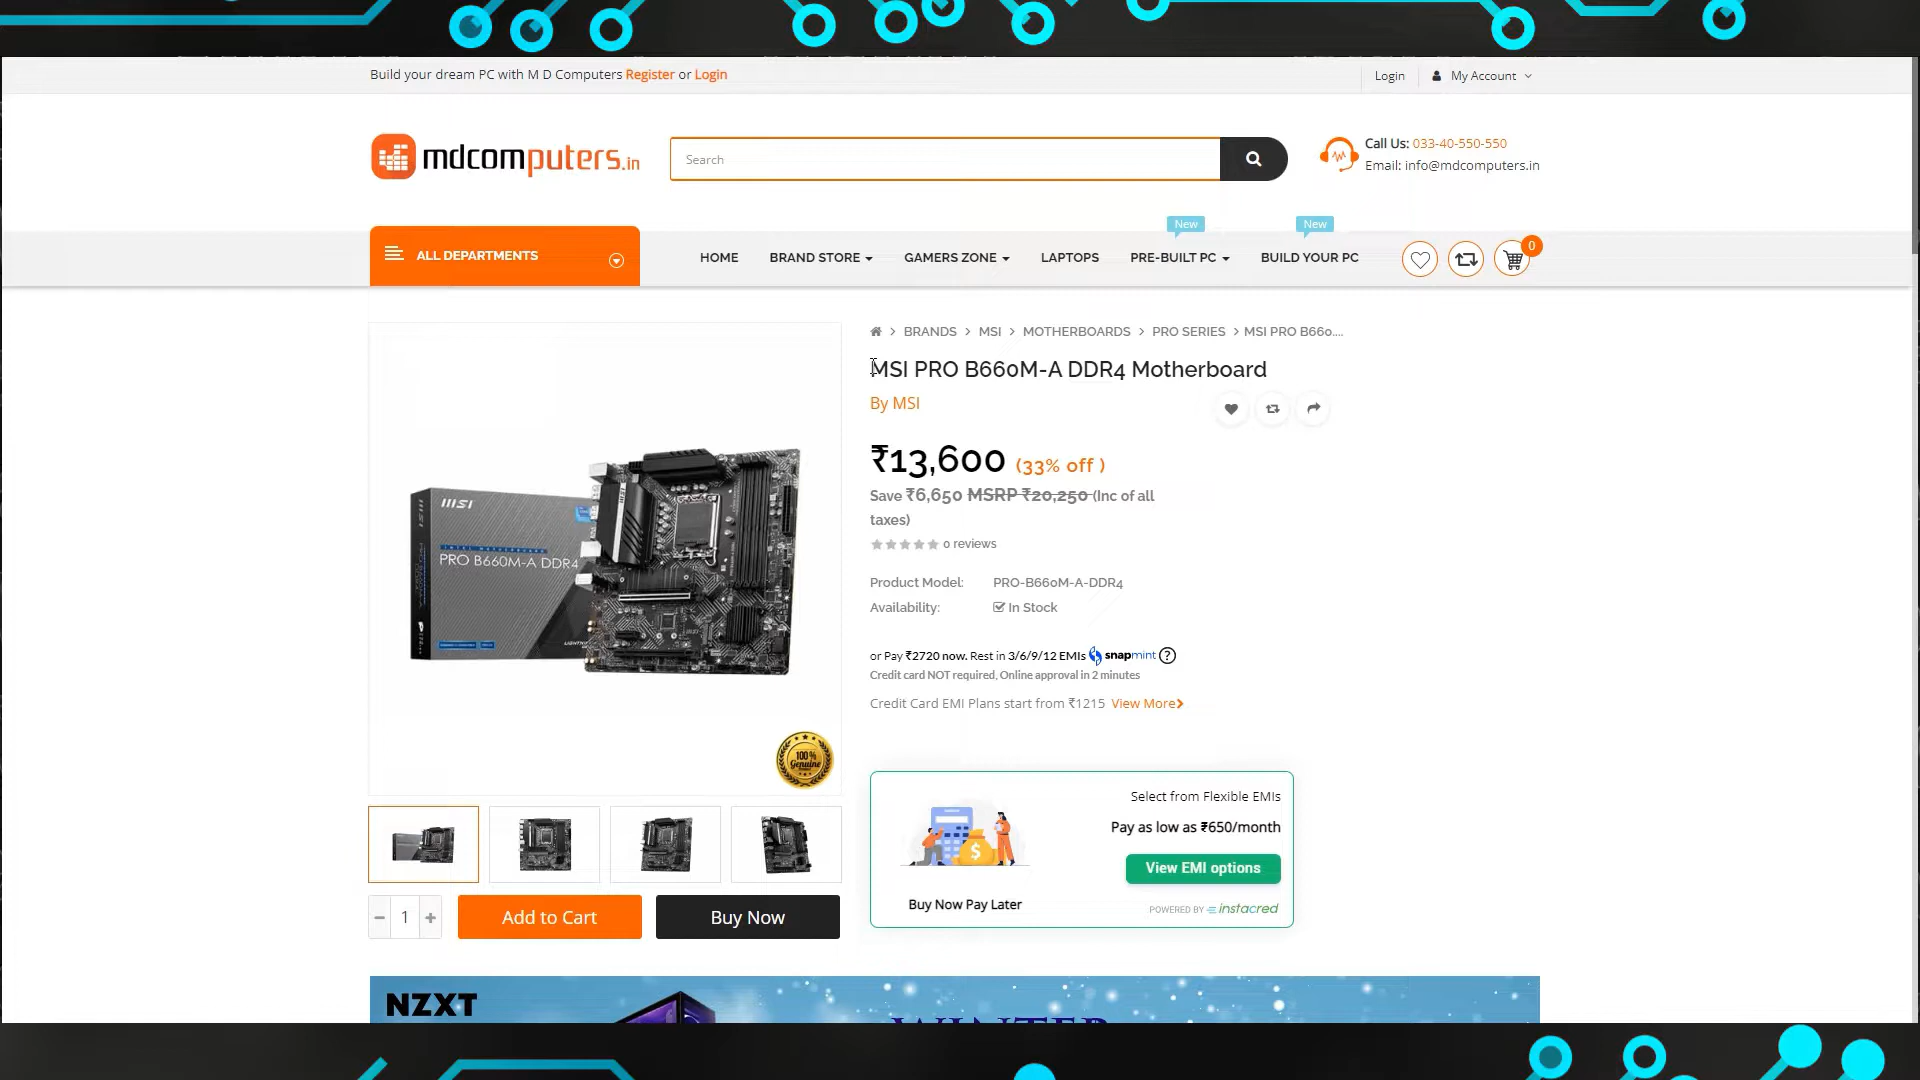 Build your dream PC with M D Computers Register or Login
Login
My Account
mdcomputers.in
Search
Call Us: 033-40-550-550
Email: info@mdcomputers.in
New
New
ALL DEPARTMENTS
HOME
BRAND STORE
GAMERS ZONE
LAPTOPS
PRE-BUILT PC
BUILD YOUR PC
0
BRANDS > MSI > MOTHERBOARDS > PRO SERIES > MSI PRO B660....
MSI PRO B660M-A DDR4 Motherboard
By MSI
₹13,600 (33% off )
Save ₹6,650 MSRP ₹20,250 (Inc of all
taxes)
0 reviews
Product Model: PRO-B660M-A-DDR4
Availability: In Stock
or Pay ₹2720 now. Rest in 3/6/9/12 EMIs snapmint ?
Credit card NOT required, Online approval in 2 minutes
Credit Card EMI Plans start from ₹1215 View More
msi
PRO B660M-A DDR4
100%
Genuine
Select from Flexible EMIs
Pay as low as ₹650/month
View EMI options
Buy Now Pay Later
POWERED BY instacred
− 1 +
Add to Cart
Buy Now
NZXT
WINTER